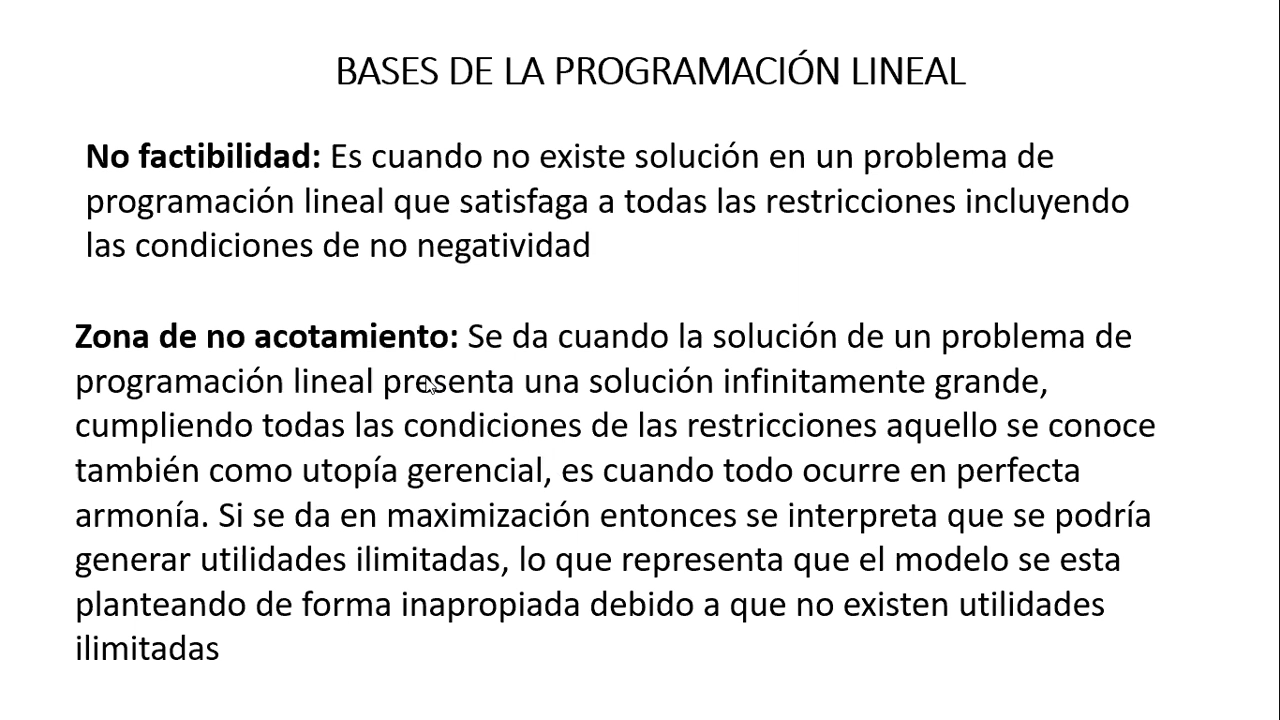 BASES DE LA PROGRAMACIÓN LINEAL
No factibilidad: Es cuando no existe solución en un problema de
programación lineal que satisfaga a todas las restricciones incluyendo
las condiciones de no negatividad
Zona de no acotamiento: Se da cuando la solución de un problema de
programación lineal presenta una solución infinitamente grande,
cumpliendo todas las condiciones de las restricciones aquello se conoce
también como utopía gerencial, es cuando todo ocurre en perfecta
armonía. Si se da en maximización entonces se interpreta que se podría
generar utilidades ilimitadas, lo que representa que el modelo se esta
planteando de forma inapropiada debido a que no existen utilidades
ilimitadas